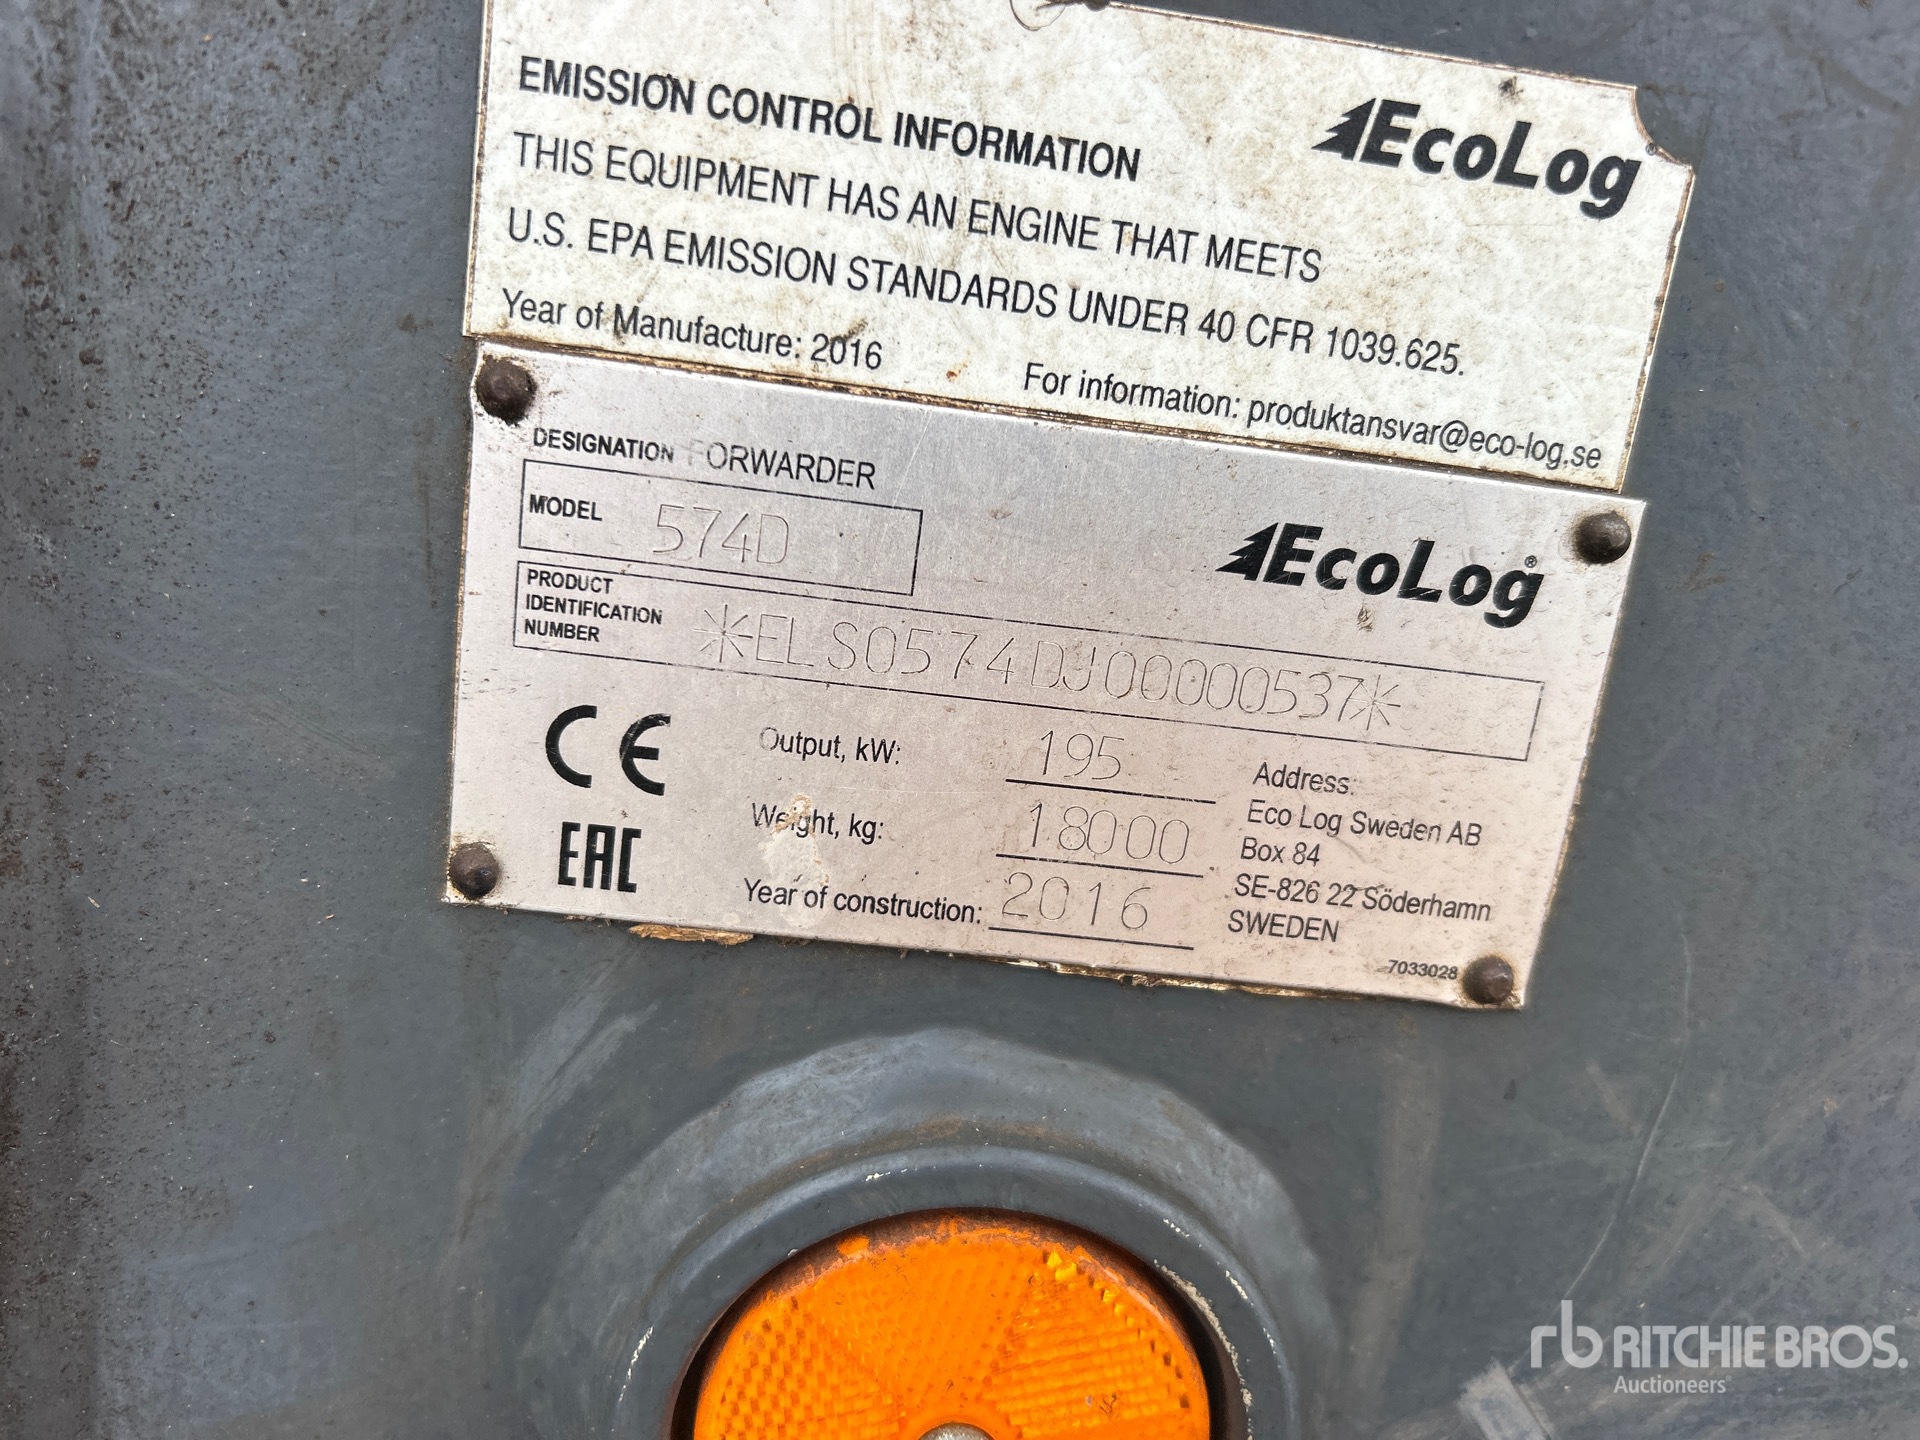 EMISSION CONTROL INFORMATION
EcoLog
THIS EQUIPMENT HAS AN ENGINE THAT MEETS
U.S. EPA EMISSION STANDARDS UNDER 40 CFR 1039.625.
Year of Manufacture: 2016
For information: produktansvar@eco-log.se
DESIGNATION FORWARDER
MODEL 574D
EcoLog®
PRODUCT
IDENTIFICATION
NUMBER
*ELS0574DJ00000537*
CE
EAC
Output, kW: 195
Weight, kg: 18000
Year of construction: 2016
Address:
Eco Log Sweden AB
Box 84
SE-826 22 Söderhamn
SWEDEN
7033028
rb RITCHIE BROS.
Auctioneers